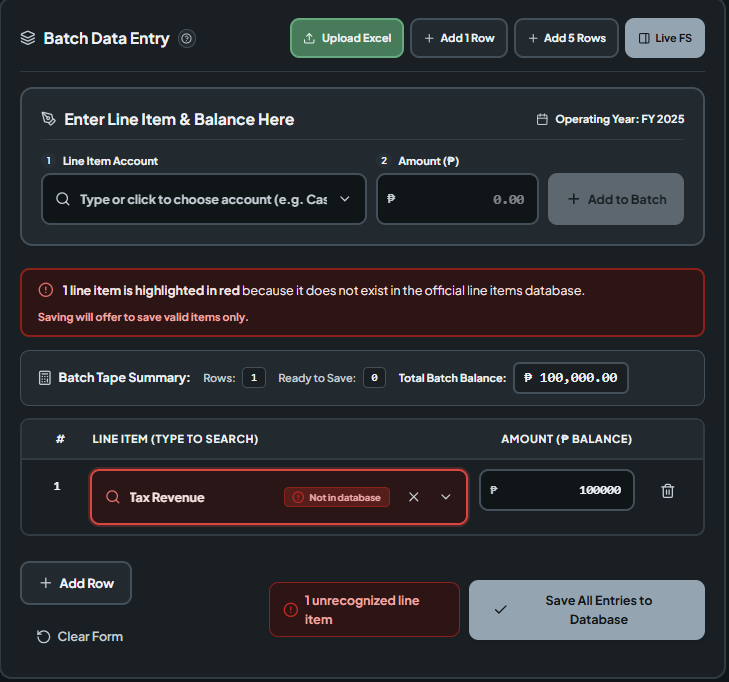 Batch Data Entry
Upload Excel
+ Add 1 Row
+ Add 5 Rows
Live FS
Enter Line Item & Balance Here
Operating Year: FY 2025
1 Line Item Account
2 Amount (₱)
Type or click to choose account (e.g. Cas
₱ 0.00
+ Add to Batch
1 line item is highlighted in red because it does not exist in the official line items database.
Saving will offer to save valid items only.
Batch Tape Summary: Rows: 1 Ready to Save: 0 Total Batch Balance: ₱ 100,000.00
# LINE ITEM (TYPE TO SEARCH) AMOUNT (₱ BALANCE)
1 Tax Revenue Not in database ₱ 100000
+ Add Row
1 unrecognized line
item
Save All Entries to
Database
Clear Form